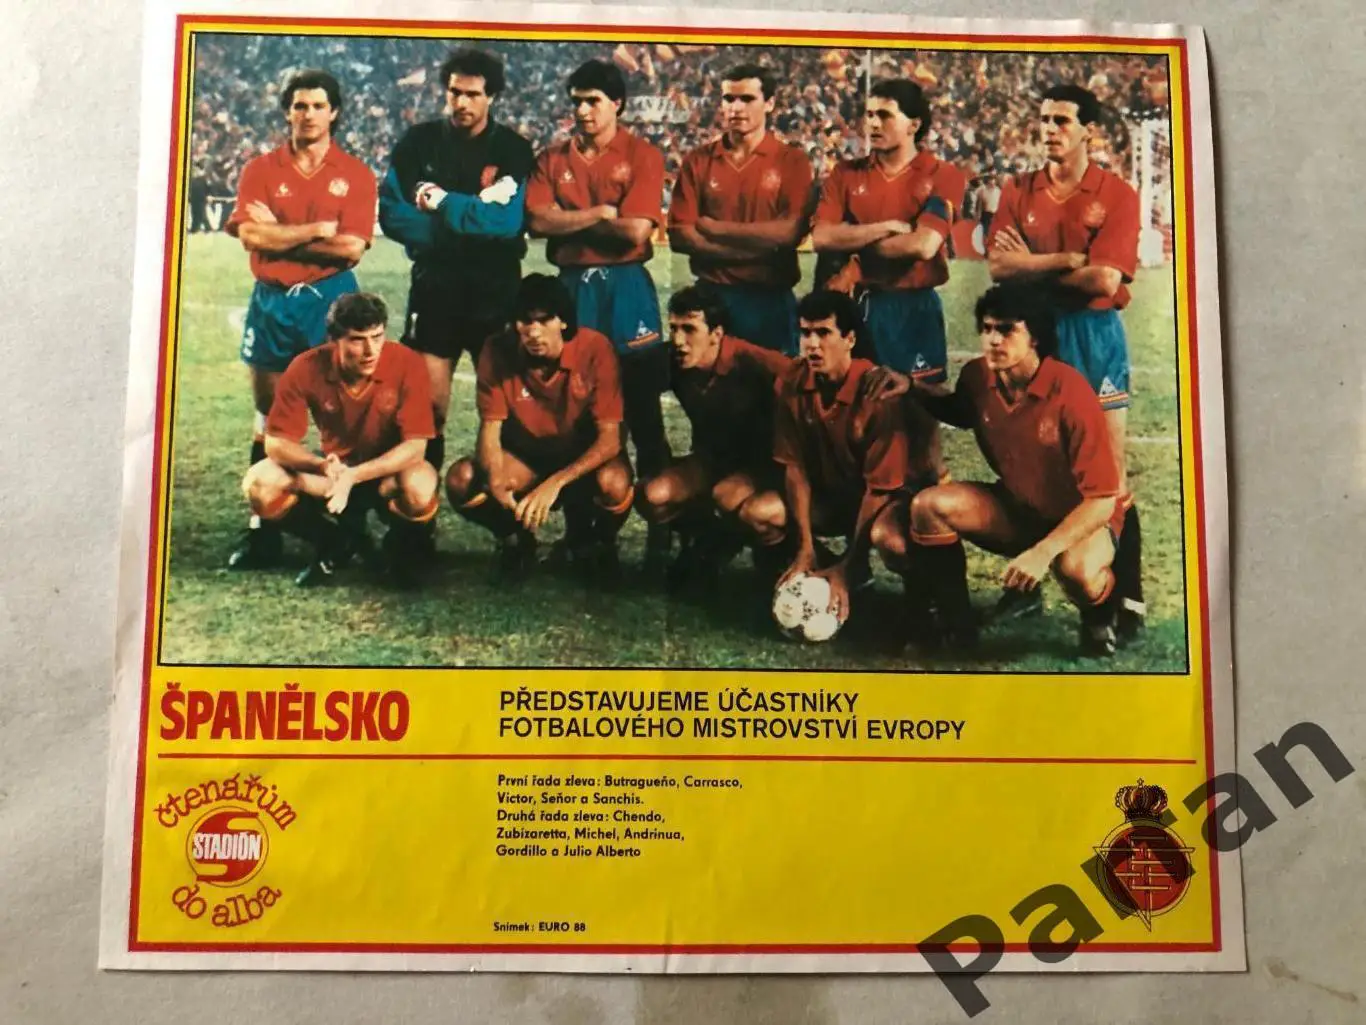 ŠPANĚLSKO
PŘEDSTAVUJEME ÚČASTNÍKY
FOTBALOVÉHO MISTROVSTVÍ EVROPY
čtenářům
STADIÓN
do alba
První řada zleva: Butragueño, Carrasco,
Victor, Señor a Sanchis.
Druhá řada zleva: Chendo,
Zubizaretta, Michel, Andrinua,
Gordillo a Julio Alberto
Snímek: EURO 88
Parran